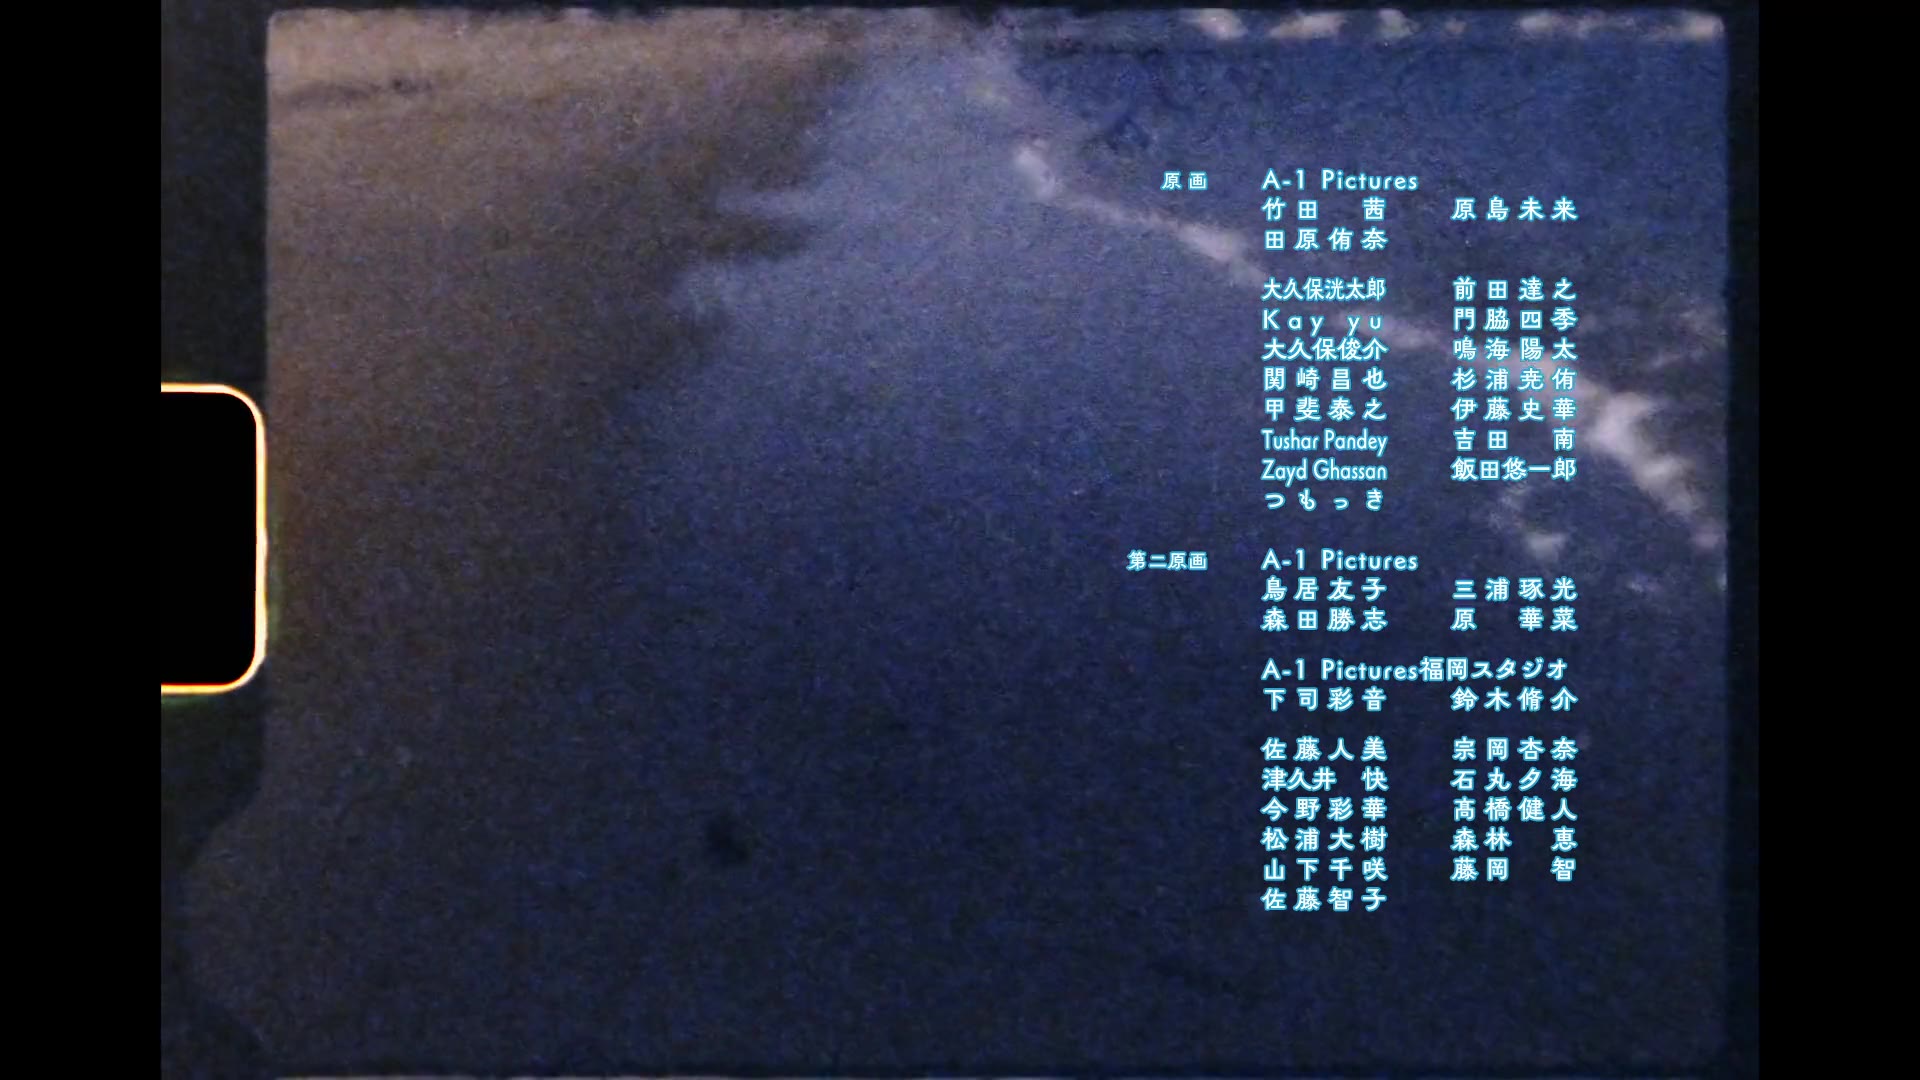 原画 A-1 Pictures
竹田 茜 原島未来
田原侑奈
大久保洸太郎 前田達之
Kay yu 門脇四季
大久保俊介 鳴海陽太
関崎昌也 杉浦尭侑
甲斐泰之 伊藤史華
Tushar Pandey 吉田 南
Zayd Ghassan 飯田悠一郎
つもっき
第二原画 A-1 Pictures
鳥居友子 三浦琢光
森田勝志 原 華菜
A-1 Pictures福岡スタジオ
下司彩音 鈴木脩介
佐藤人美 宗岡杏奈
津久井 快 石丸夕海
今野彩華 髙橋健人
松浦大樹 森林 恵
山下千咲 藤岡 智
佐藤智子